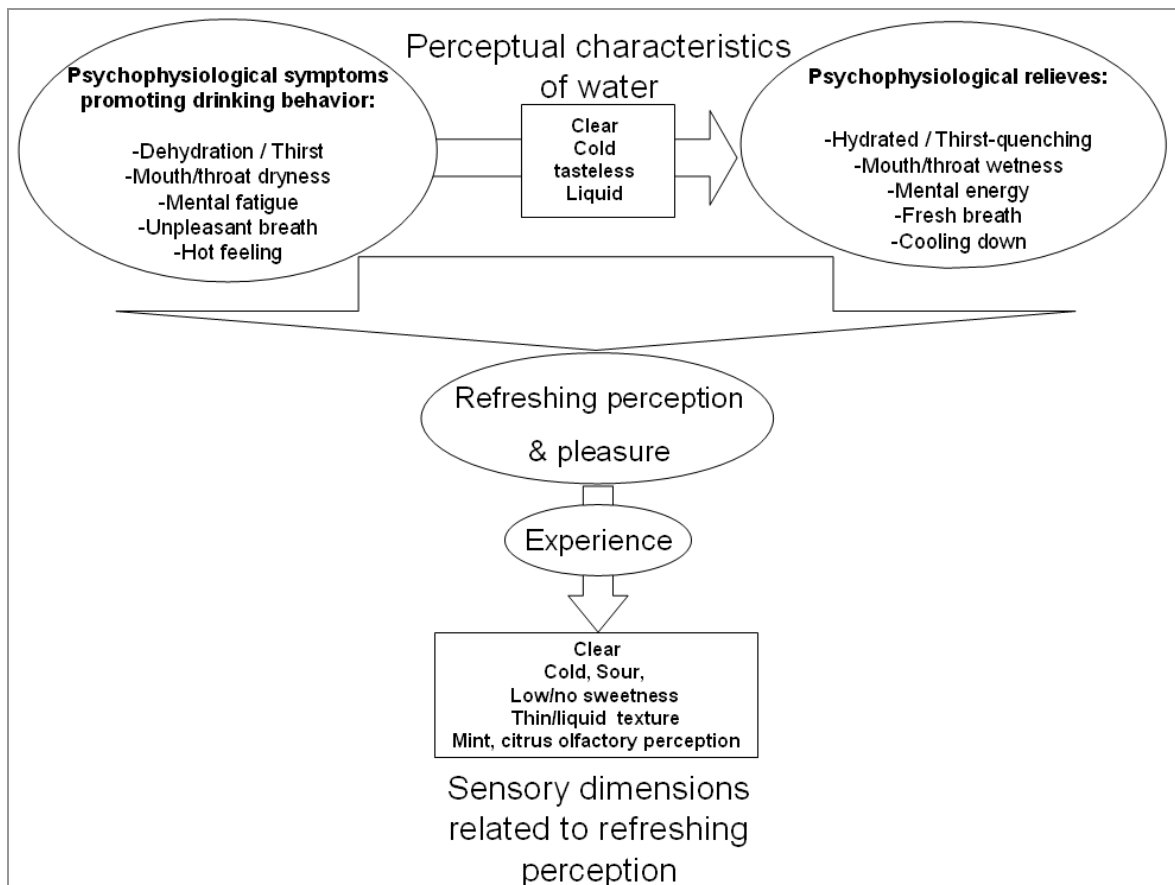 Psychophysiological symptoms
promoting drinking behavior:
-Dehydration / Thirst
-Mouth/throat dryness
-Mental fatigue
-Unpleasant breath
-Hot feeling
Perceptual characteristics
of water
Clear
Cold
tasteless
Liquid
Psychophysiological relieves:
-Hydrated / Thirst-quenching
-Mouth/throat wetness
-Mental energy
-Fresh breath
-Cooling down
Refreshing perception
& pleasure
Experience
Clear
Cold, Sour,
Low/no sweetness
Thin/liquid texture
Mint, citrus olfactory perception
Sensory dimensions
related to refreshing
perception